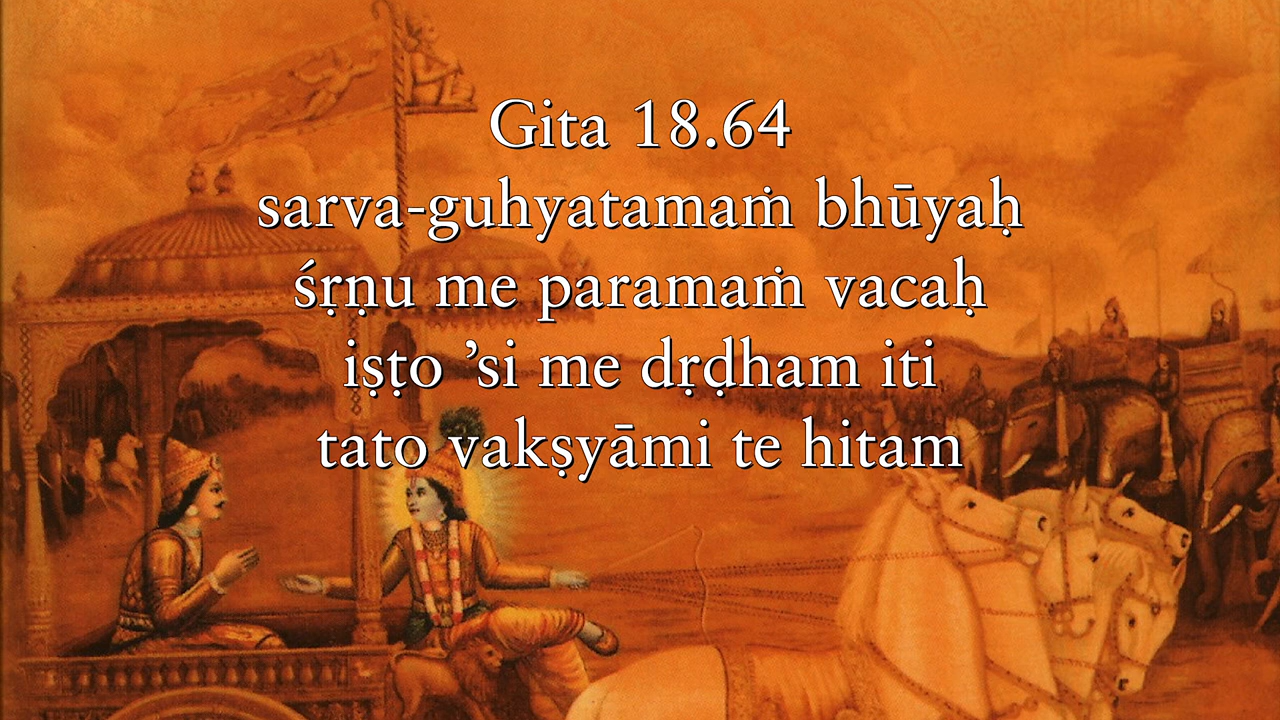 Gita 18.64
sarva-guhyatamaṁ bhūyaḥ
śṛṇu me paramaṁ vacaḥ
iṣṭo ’si me dṛḍham iti
tato vakṣyāmi te hitam